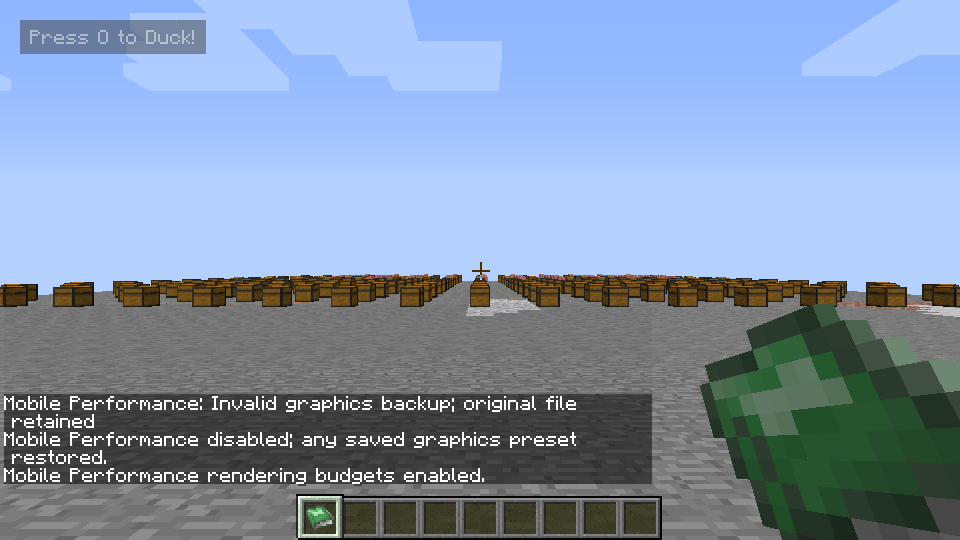 Press O to Duck!
Mobile Performance: Invalid graphics backup; original file
retained
Mobile Performance disabled; any saved graphics preset
restored.
Mobile Performance rendering budgets enabled.